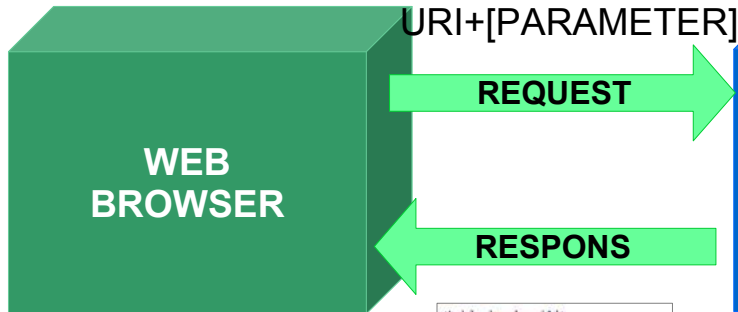 URI+[PARAMETER]
REQUEST
WEB
BROWSER
RESPONS